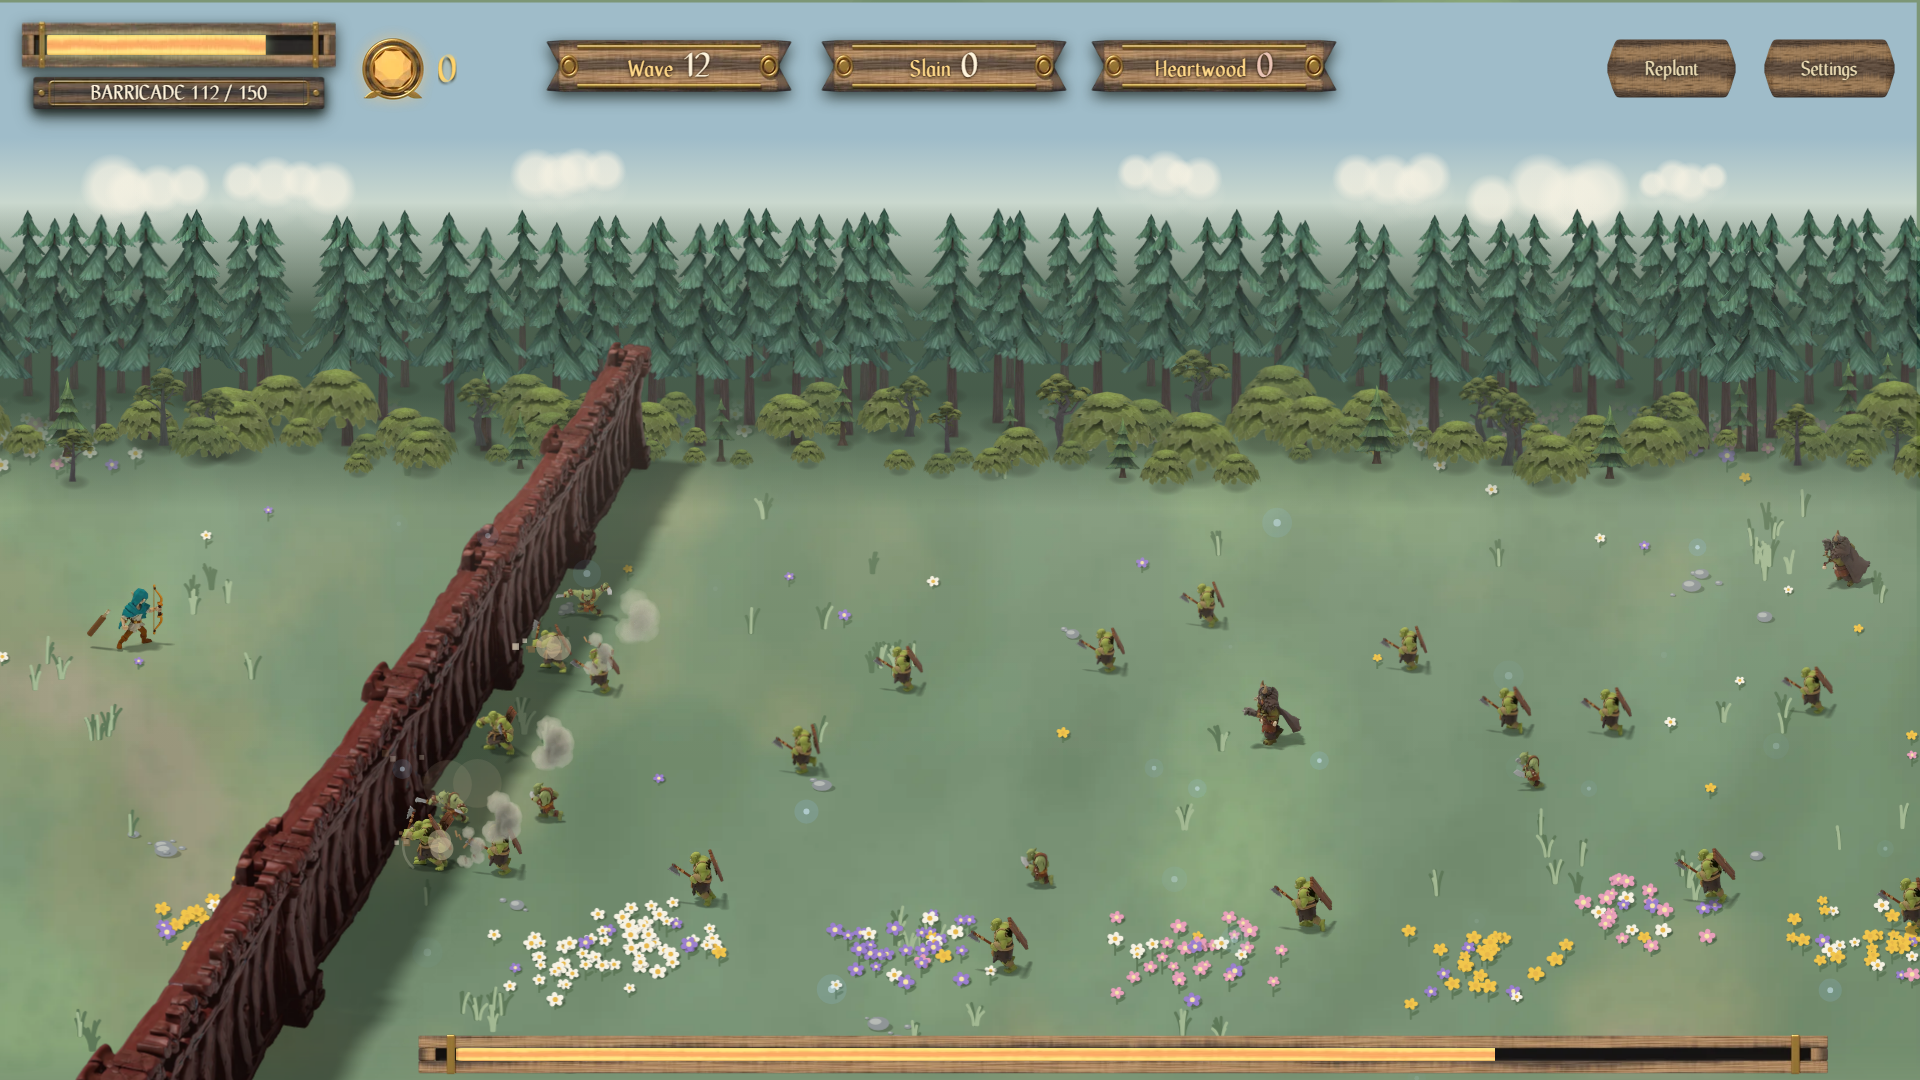 BARRICADE 112 / 150
0
Wave 12
Slain 0
Heartwood 0
Replant
Settings